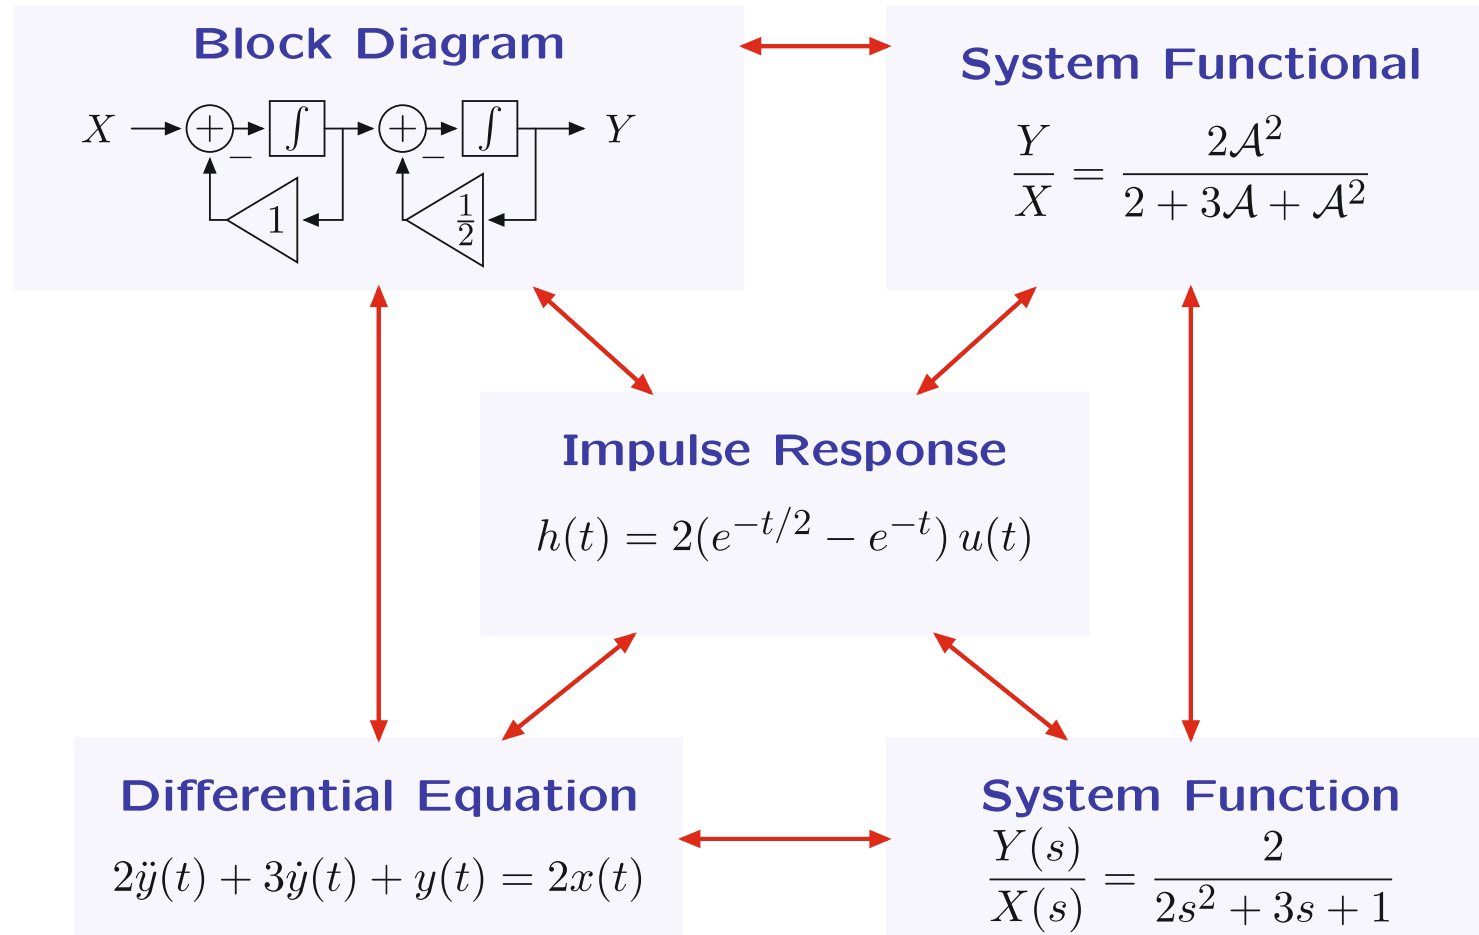 Block Diagram
X + − ∫ + − ∫ Y
1 1/2
System Functional
Y/X = 2𝒜²/(2 + 3𝒜 + 𝒜²)
Impulse Response
h(t) = 2(e^{−t/2} − e^{−t}) u(t)
Differential Equation
2ÿ(t) + 3ẏ(t) + y(t) = 2x(t)
System Function
Y(s)/X(s) = 2/(2s² + 3s + 1)